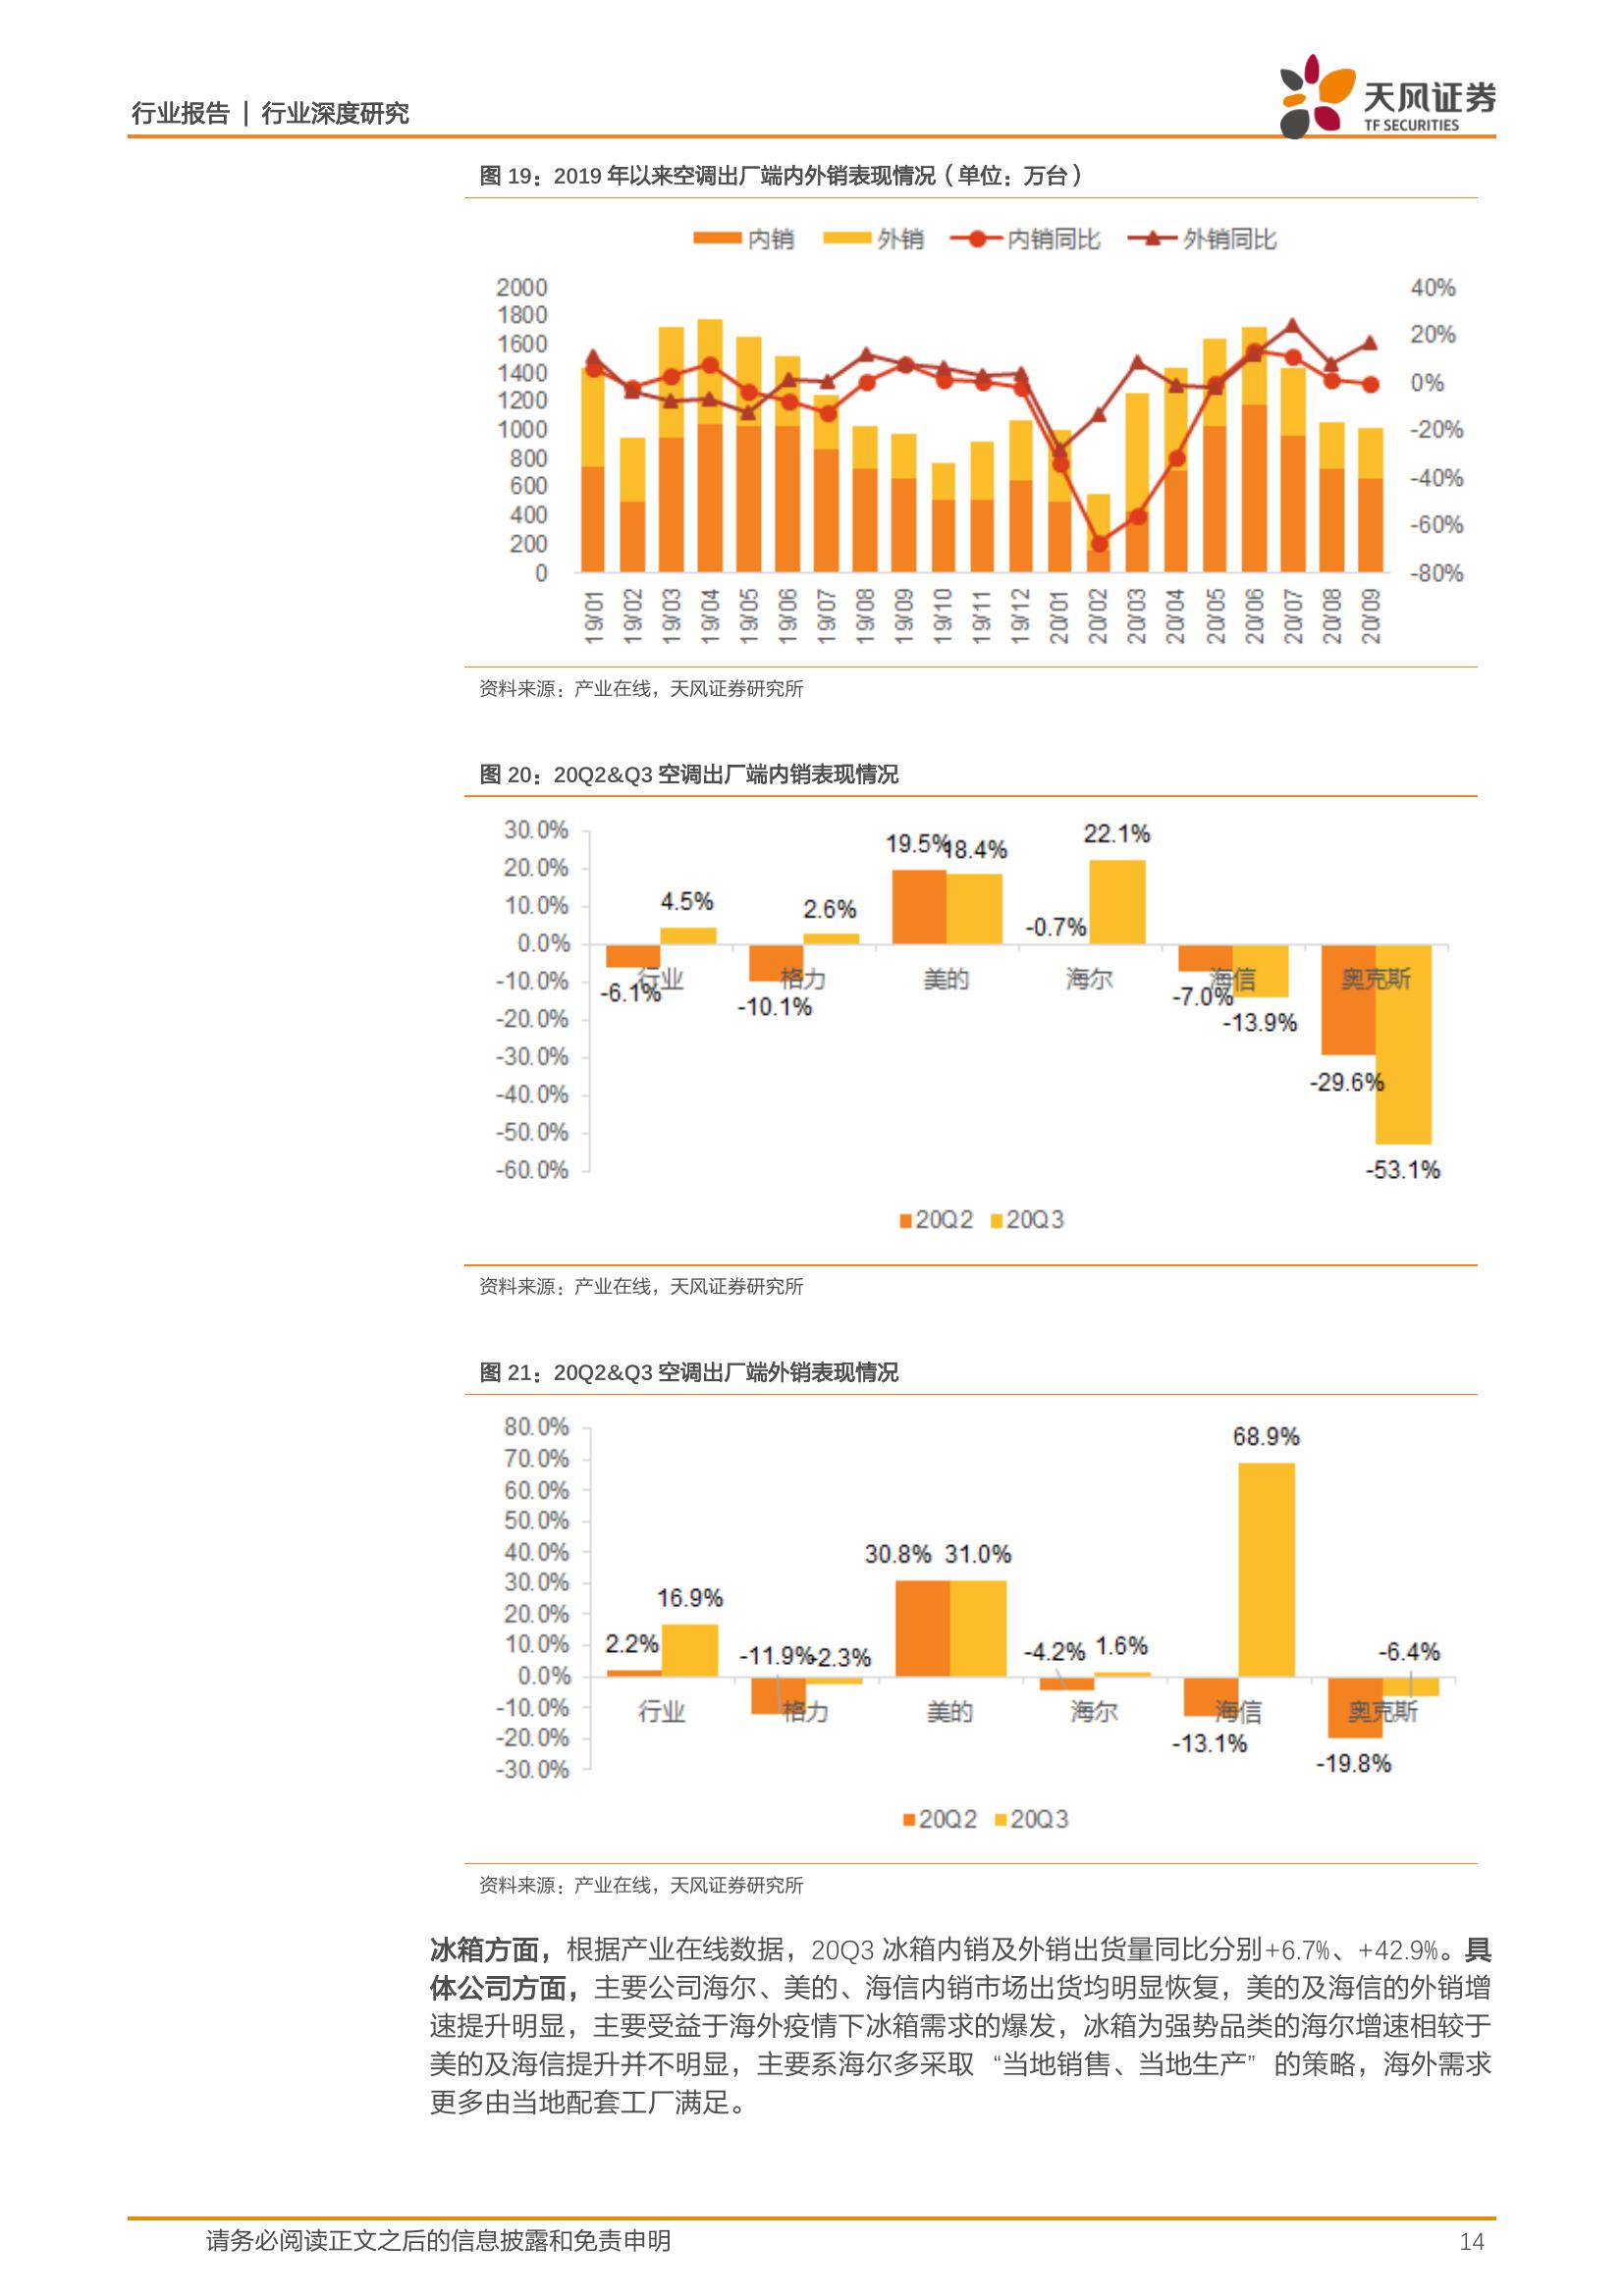 行业报告 | 行业深度研究
天风证券
TF SECURITIES
图 19：2019 年以来空调出厂端内外销表现情况（单位：万台）
内销 外销 内销同比 外销同比
2000
1800
1600
1400
1200
1000
800
600
400
200
0
40%
20%
0%
-20%
-40%
-60%
-80%
19/01 19/02 19/03 19/04 19/05 19/06 19/07 19/08 19/09 19/10 19/11 19/12 20/01 20/02 20/03 20/04 20/05 20/06 20/07 20/08 20/09
资料来源：产业在线，天风证券研究所
图 20：20Q2&Q3 空调出厂端内销表现情况
30.0%
20.0%
10.0%
0.0%
-10.0%
-20.0%
-30.0%
-40.0%
-50.0%
-60.0%
-6.1% 4.5% -10.1% 2.6% 19.5% 18.4% -0.7% 22.1% -7.0% -13.9% -29.6% -53.1%
行业 格力 美的 海尔 海信 奥克斯
20Q2 20Q3
资料来源：产业在线，天风证券研究所
图 21：20Q2&Q3 空调出厂端外销表现情况
80.0%
70.0%
60.0%
50.0%
40.0%
30.0%
20.0%
10.0%
0.0%
-10.0%
-20.0%
-30.0%
2.2% 16.9% -11.9% -2.3% 30.8% 31.0% -4.2% 1.6% -13.1% 68.9% -19.8% -6.4%
行业 格力 美的 海尔 海信 奥克斯
20Q2 20Q3
资料来源：产业在线，天风证券研究所
冰箱方面，根据产业在线数据，20Q3 冰箱内销及外销出货量同比分别+6.7%、+42.9%。具
体公司方面，主要公司海尔、美的、海信内销市场出货均明显恢复，美的及海信的外销增
速提升明显，主要受益于海外疫情下冰箱需求的爆发，冰箱为强势品类的海尔增速相较于
美的及海信提升并不明显，主要系海尔多采取 “当地销售、当地生产” 的策略，海外需求
更多由当地配套工厂满足。
请务必阅读正文之后的信息披露和免责申明
14